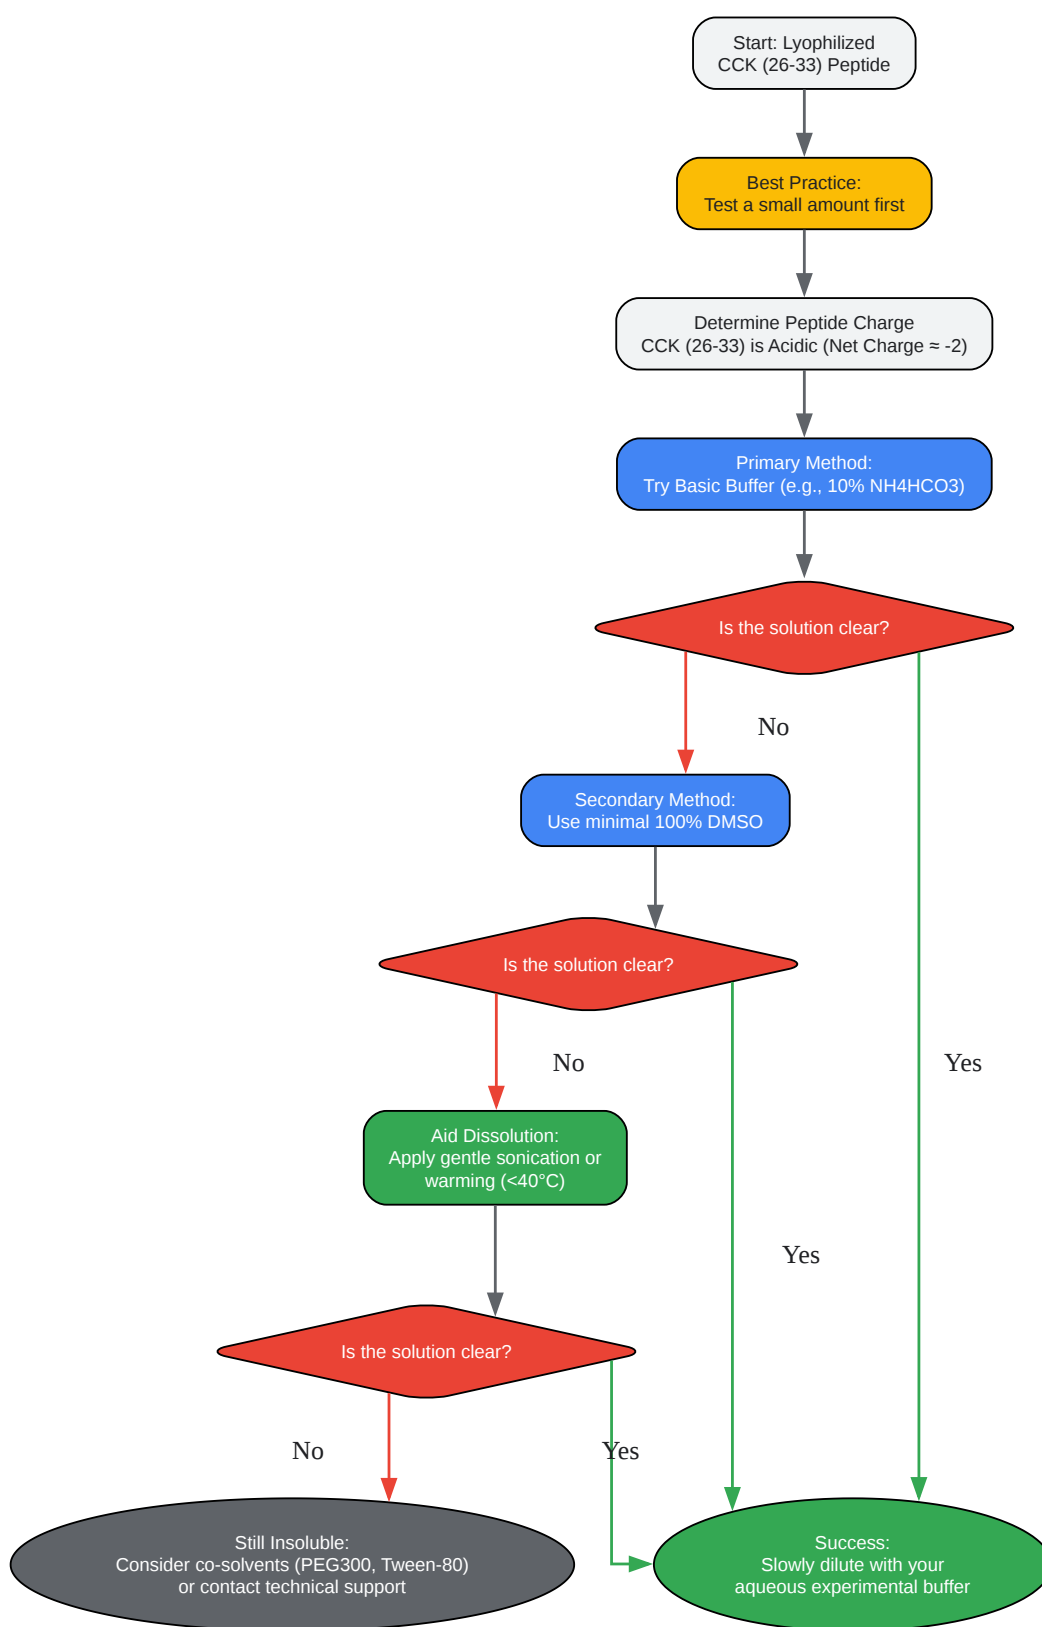 Start: Lyophilized
CCK (26-33) Peptide
Best Practice:
Test a small amount first
Determine Peptide Charge
CCK (26-33) is Acidic (Net Charge ≈ -2)
Primary Method:
Try Basic Buffer (e.g., 10% NH4HCO3)
Is the solution clear?
No
Secondary Method:
Use minimal 100% DMSO
Is the solution clear?
No
Yes
Aid Dissolution:
Apply gentle sonication or
warming (<40°C)
Yes
Is the solution clear?
No
Yes
Still Insoluble:
Consider co-solvents (PEG300, Tween-80)
or contact technical support
Success:
Slowly dilute with your
aqueous experimental buffer